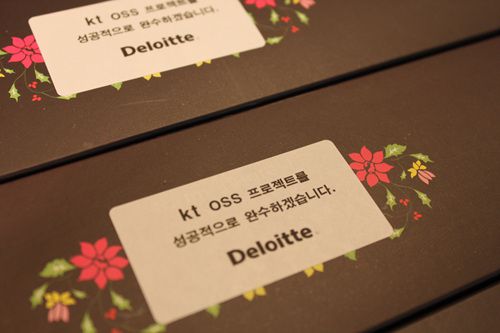 kt OSS 프로젝트를
성공적으로 완수하겠습니다.
Deloitte.
kt OSS 프로젝트를
성공적으로 완수하겠습니다.
Deloitte.